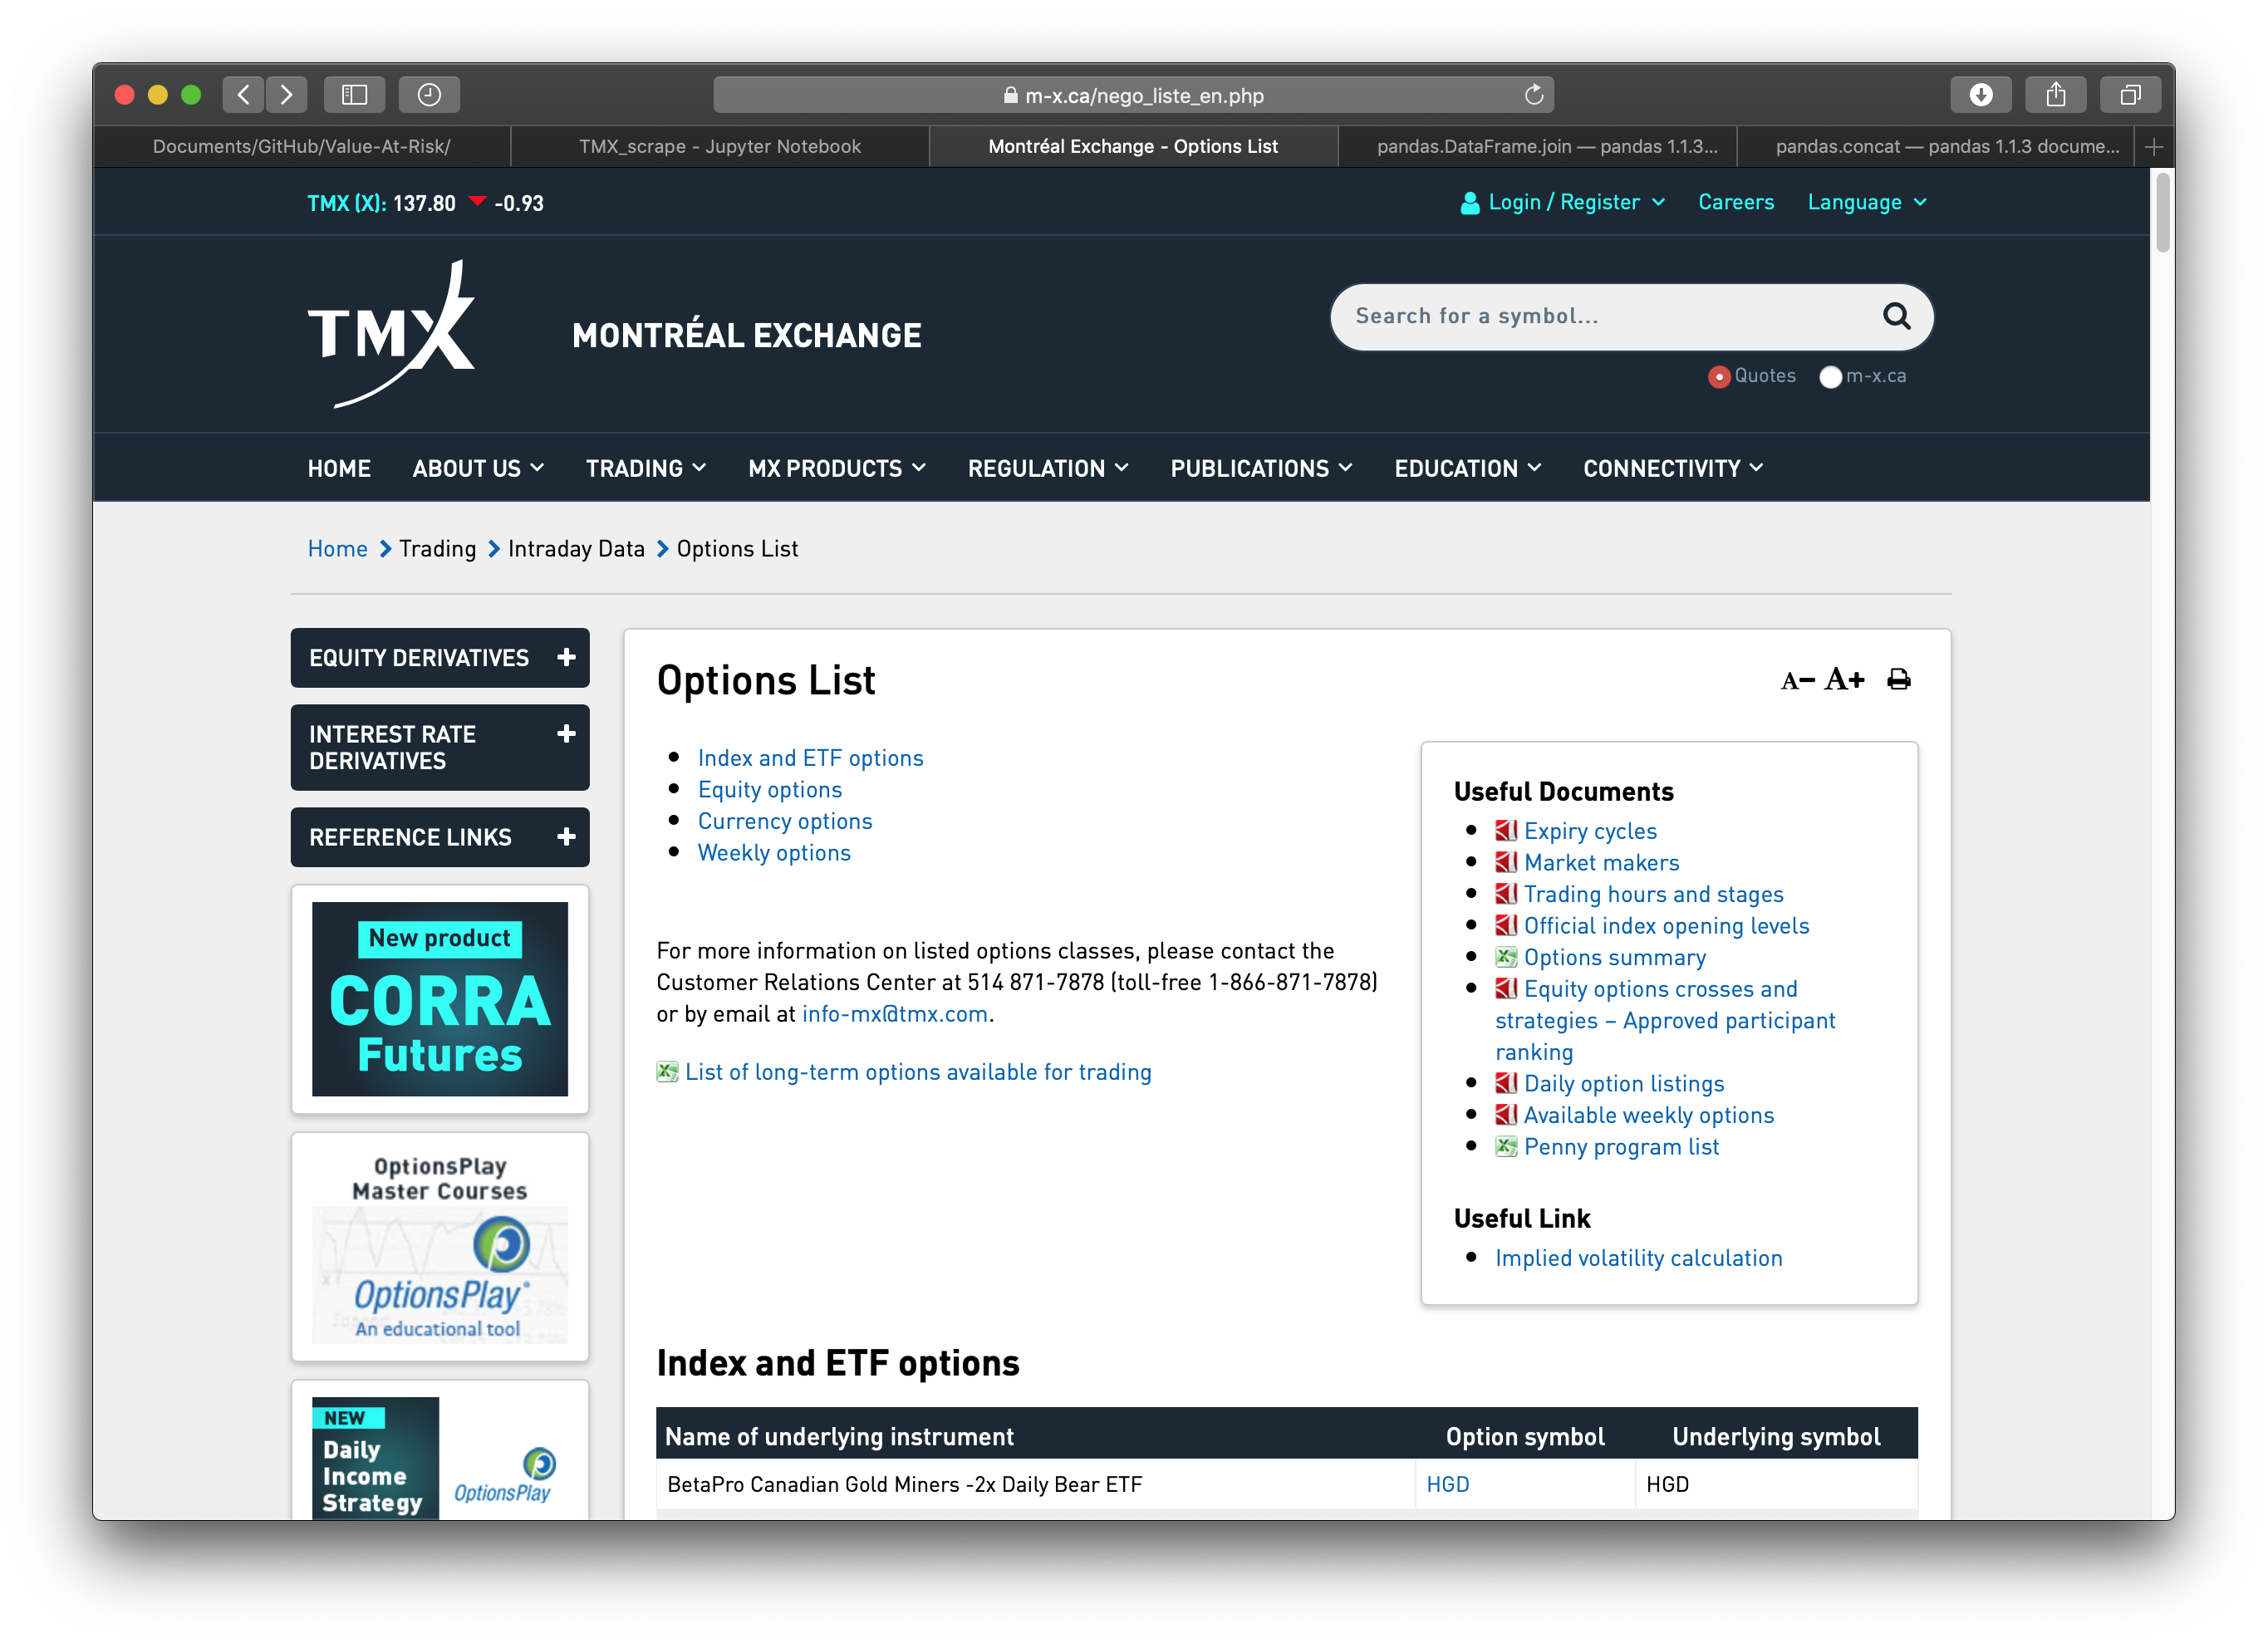 m-x.ca/nego_liste_en.php
Documents/GitHub/Value-At-Risk/
TMX_scrape - Jupyter Notebook
Montréal Exchange - Options List
pandas.DataFrame.join — pandas 1.1.3...
pandas.concat — pandas 1.1.3 docume...
TMX (X): 137.80 -0.93
Login / Register
Careers
Language
TMX
MONTRÉAL EXCHANGE
Search for a symbol...
Quotes
m-x.ca
HOME
ABOUT US
TRADING
MX PRODUCTS
REGULATION
PUBLICATIONS
EDUCATION
CONNECTIVITY
Home
Trading
Intraday Data
Options List
EQUITY DERIVATIVES
INTEREST RATE
DERIVATIVES
REFERENCE LINKS
New product
CORRA
Futures
OptionsPlay
Master Courses
OptionsPlay
An educational tool
NEW
Daily
Income
Strategy
OptionsPlay
Options List
A- A+
Index and ETF options
Equity options
Currency options
Weekly options
For more information on listed options classes, please contact the
Customer Relations Center at 514 871-7878 (toll-free 1-866-871-7878)
or by email at info-mx@tmx.com.
List of long-term options available for trading
Useful Documents
Expiry cycles
Market makers
Trading hours and stages
Official index opening levels
Options summary
Equity options crosses and
strategies – Approved participant
ranking
Daily option listings
Available weekly options
Penny program list
Useful Link
Implied volatility calculation
Index and ETF options
Name of underlying instrument Option symbol Underlying symbol
BetaPro Canadian Gold Miners -2x Daily Bear ETF HGD HGD